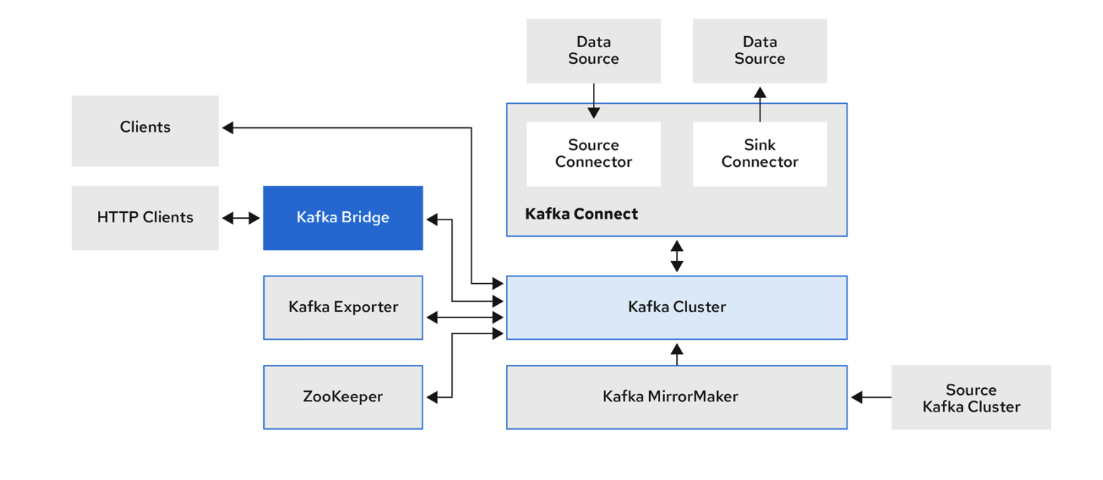 Data
Source
Data
Source
Clients
Source
Connector
Sink
Connector
HTTP Clients
Kafka Bridge
Kafka Connect
Kafka Exporter
Kafka Cluster
ZooKeeper
Kafka MirrorMaker
Source
Kafka Cluster